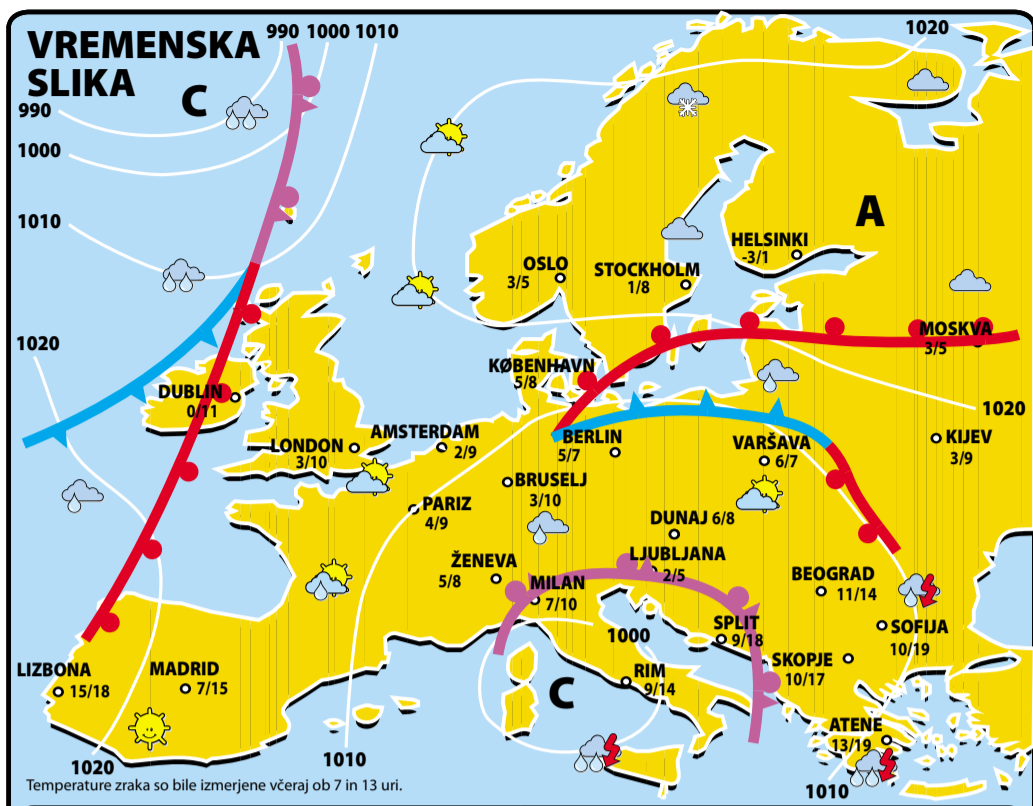 VREMENSKA
SLIKA
990 1000 1010
C
990
1000
1010
1020
A
1020
HELSINKI
-3/1
OSLO
3/5
STOCKHOLM
1/8
MOSKVA
3/5
KØBENHAVN
5/8
DUBLIN
0/11
LONDON
3/10
AMSTERDAM
2/9
BERLIN
5/7
VARŠAVA
6/7
1020
KIJEV
3/9
BRUSELJ
3/10
PARIZ
4/9
DUNAJ 6/8
LJUBLJANA
2/5
ŽENEVA
5/8
MILAN
7/10
BEOGRAD
11/14
1000
SPLIT
9/18
SOFIJA
10/19
SKOPJE
10/17
LIZBONA
15/18
MADRID
7/15
RIM
9/14
C
ATENE
13/19
1020
1010
1010
Temperature zraka so bile izmerjene včeraj ob 7 in 13 uri.